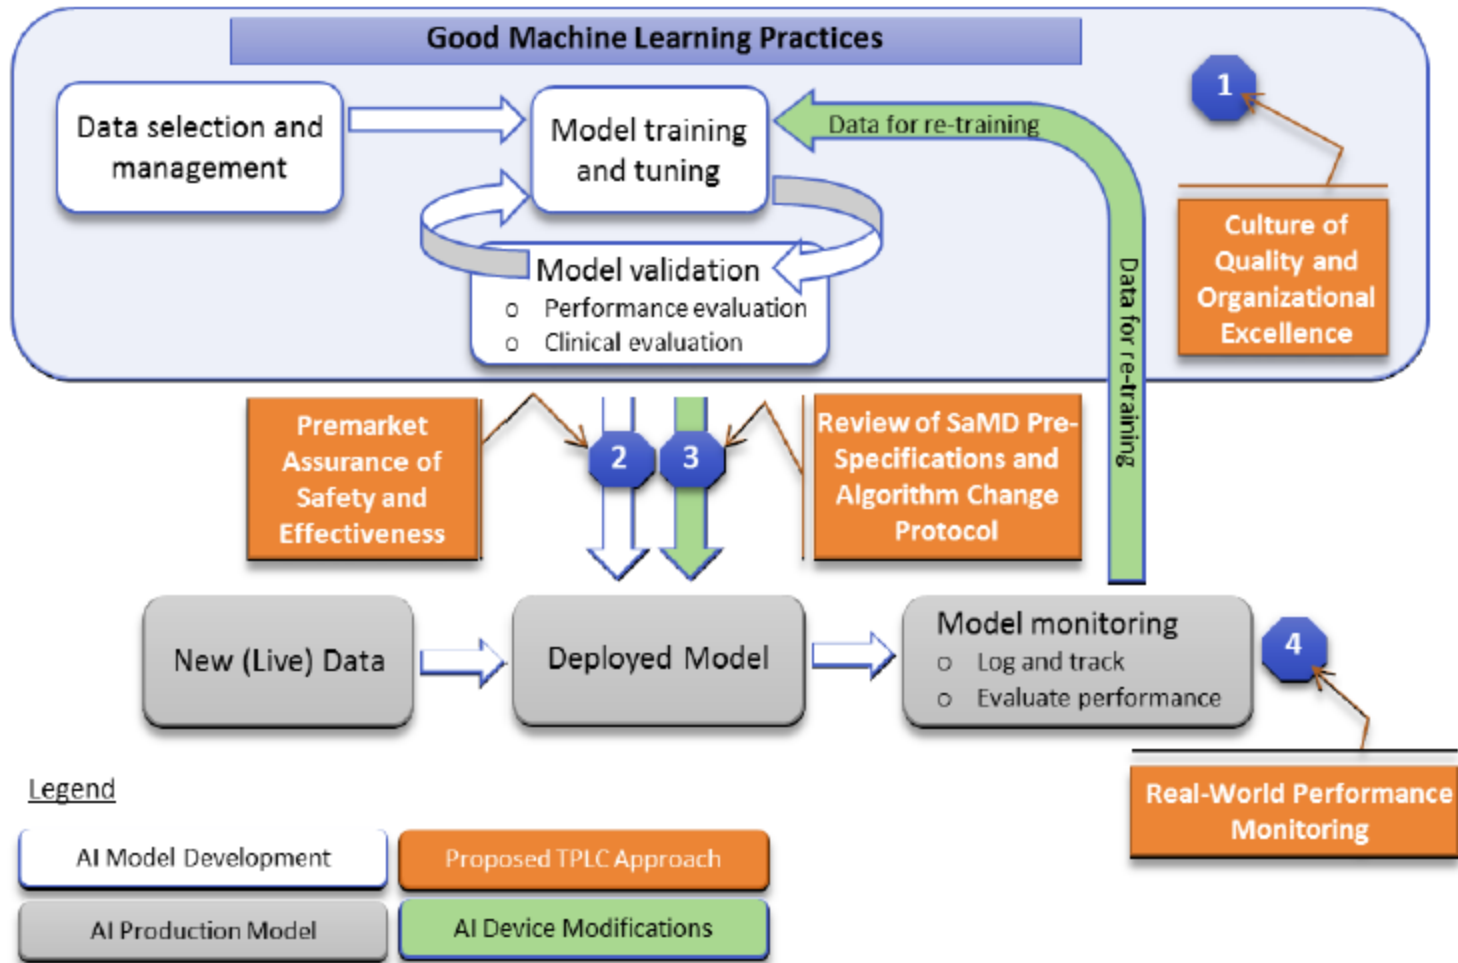 Good Machine Learning Practices
Data selection and
management
Model training
and tuning
Data for re-training
1
Culture of
Quality and
Organizational
Excellence
Model validation
o Performance evaluation
o Clinical evaluation
Data for re-training
Premarket
Assurance of
Safety and
Effectiveness
2
3
Review of SaMD Pre-
Specifications and
Algorithm Change
Protocol
New (Live) Data
Deployed Model
Model monitoring
o Log and track
o Evaluate performance
4
Real-World Performance
Monitoring
Legend
AI Model Development
Proposed TPLC Approach
AI Production Model
AI Device Modifications